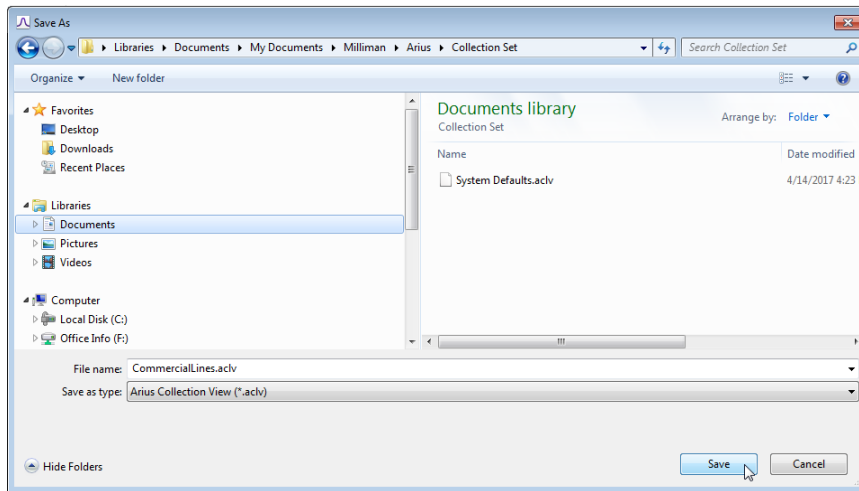 Save As
Libraries Documents My Documents Milliman Arius Collection Set
Search Collection Set
Organize New folder
Favorites
Desktop
Downloads
Recent Places
Libraries
Documents
Pictures
Videos
Computer
Local Disk (C:)
Office Info (F:)
Documents library
Collection Set
Arrange by: Folder
Name Date modified
System Defaults.aclv 4/14/2017 4:23
File name: CommercialLines.aclv
Save as type: Arius Collection View (*.aclv)
Hide Folders
Save Cancel